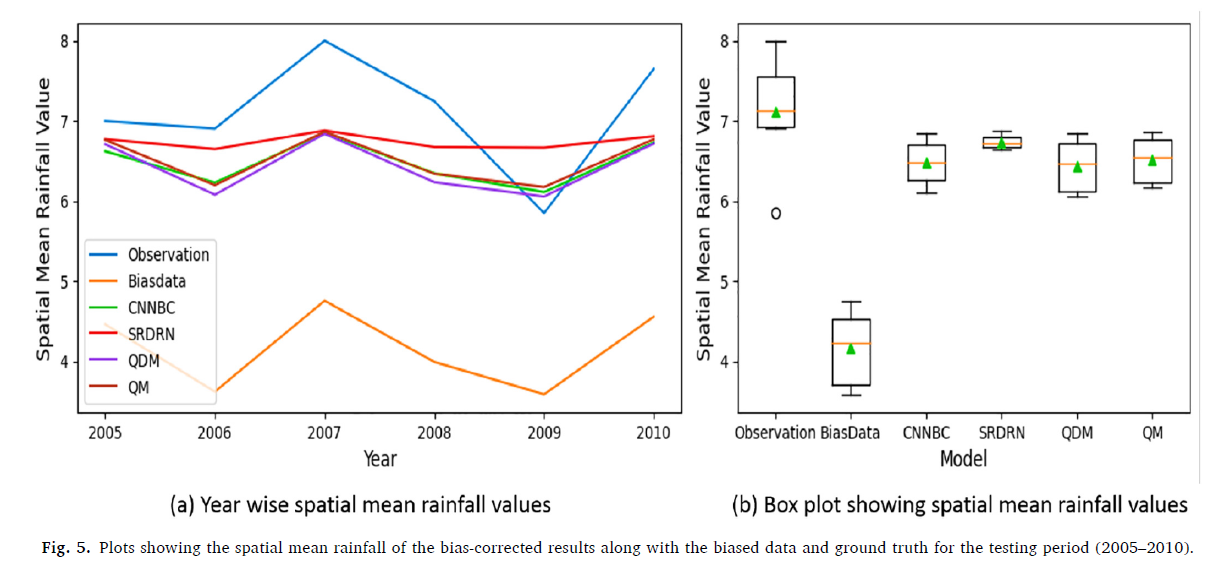 8
7
6
5
4
Spatial Mean Rainfall Value
Observation
Biasdata
CNNBC
SRDRN
QDM
QM
2005 2006 2007 2008 2009 2010
Year
(a) Year wise spatial mean rainfall values
8
7
6
5
4
Spatial Mean Rainfall Value
Observation BiasData CNNBC SRDRN QDM QM
Model
(b) Box plot showing spatial mean rainfall values
Fig. 5. Plots showing the spatial mean rainfall of the bias-corrected results along with the biased data and ground truth for the testing period (2005–2010).